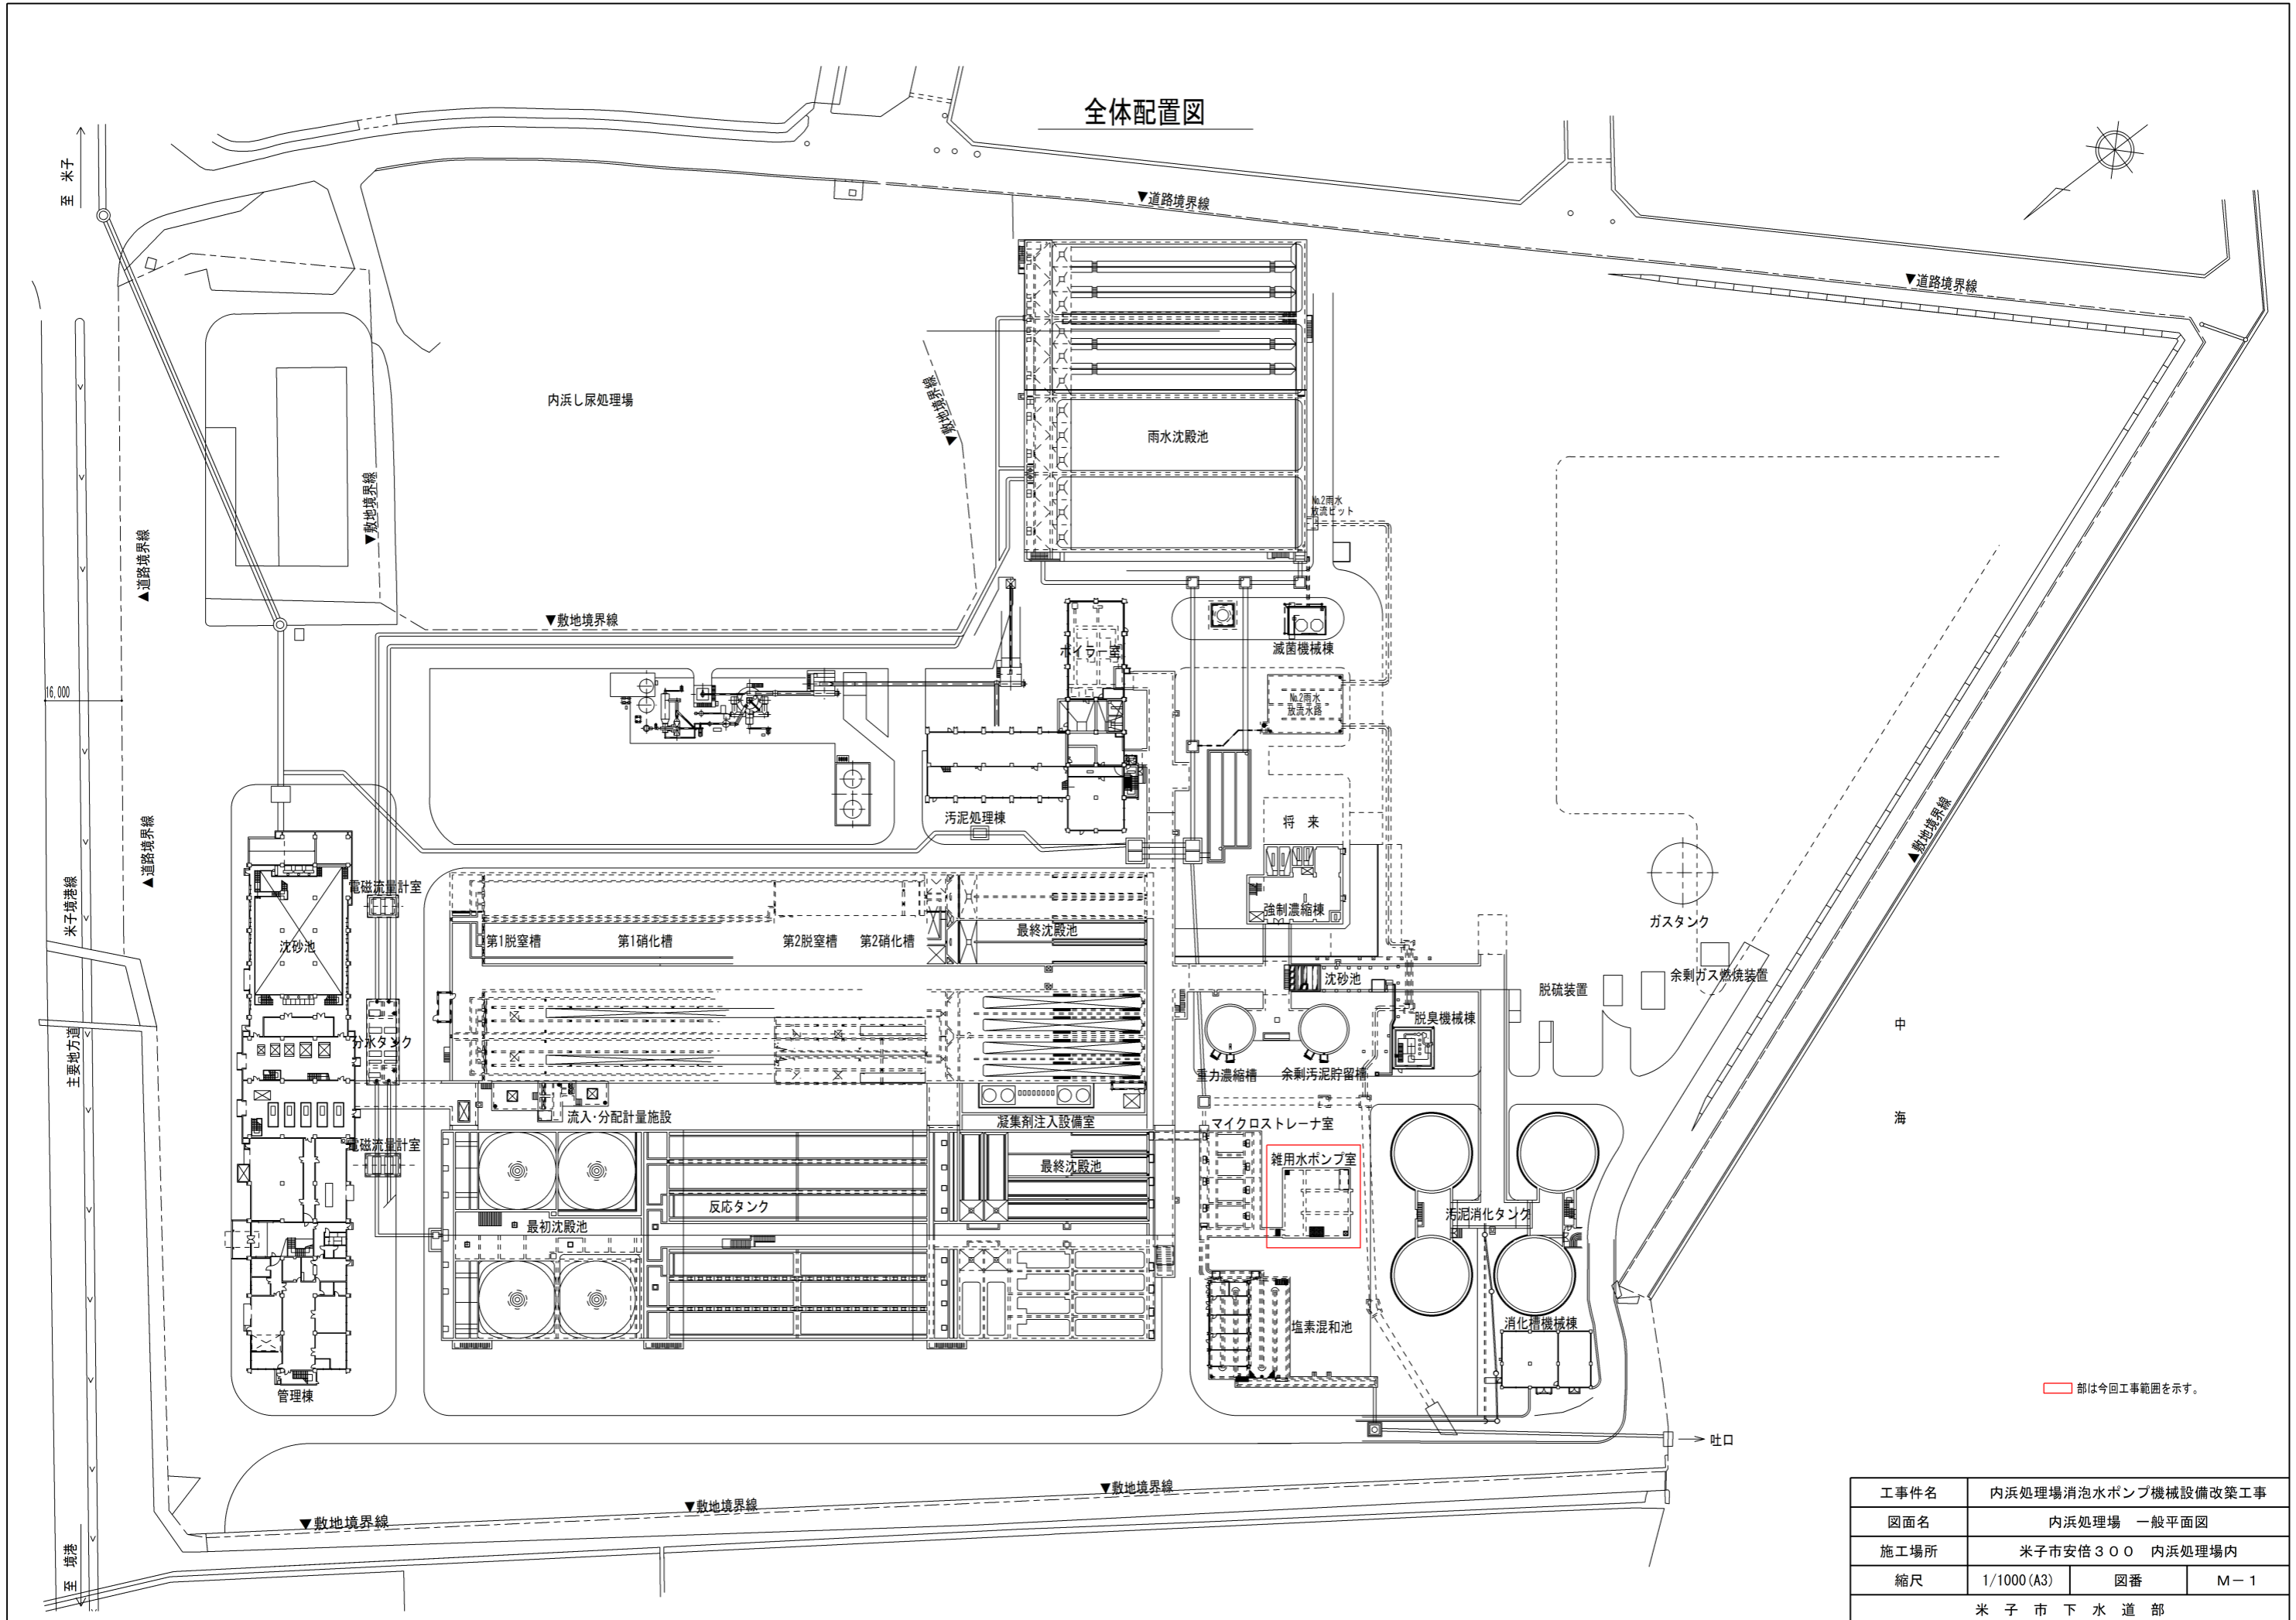 全体配置図
至 米子
▼道路境界線
▼道路境界線
内浜し尿処理場
▲敷地境界線
雨水沈殿池
▼敷地境界線
№2雨水
放流ピット
▲道路境界線
▼敷地境界線
ボイラー室
滅菌機械棟
16,000
№2雨水
放流水路
汚泥処理棟
将 来
▲敷地境界線
▲道路境界線
米子境港線
電磁流量計室
強制濃縮棟
ガスタンク
沈砂池
第1脱窒槽
第1硝化槽
第2脱窒槽
第2硝化槽
最終沈殿池
沈砂池
脱硫装置
余剰ガス燃焼装置
脱臭機械棟
中
海
主要地方道
分水タンク
重力濃縮槽
余剰汚泥貯留槽
流入・分配計量施設
凝集剤注入設備室
マイクロストレーナ室
電磁流量計室
最終沈殿池
雑用水ポンプ室
反応タンク
最初沈殿池
汚泥消化タンク
塩素混和池
消化槽機械棟
管理棟
部は今回工事範囲を示す。
吐口
▼敷地境界線
▼敷地境界線
▼敷地境界線
至 境港
工事件名 内浜処理場消泡水ポンプ機械設備改築工事
図面名 内浜処理場 一般平面図
施工場所 米子市安倍300 内浜処理場内
縮尺 1/1000(A3) 図番 M-1
米 子 市 下 水 道 部